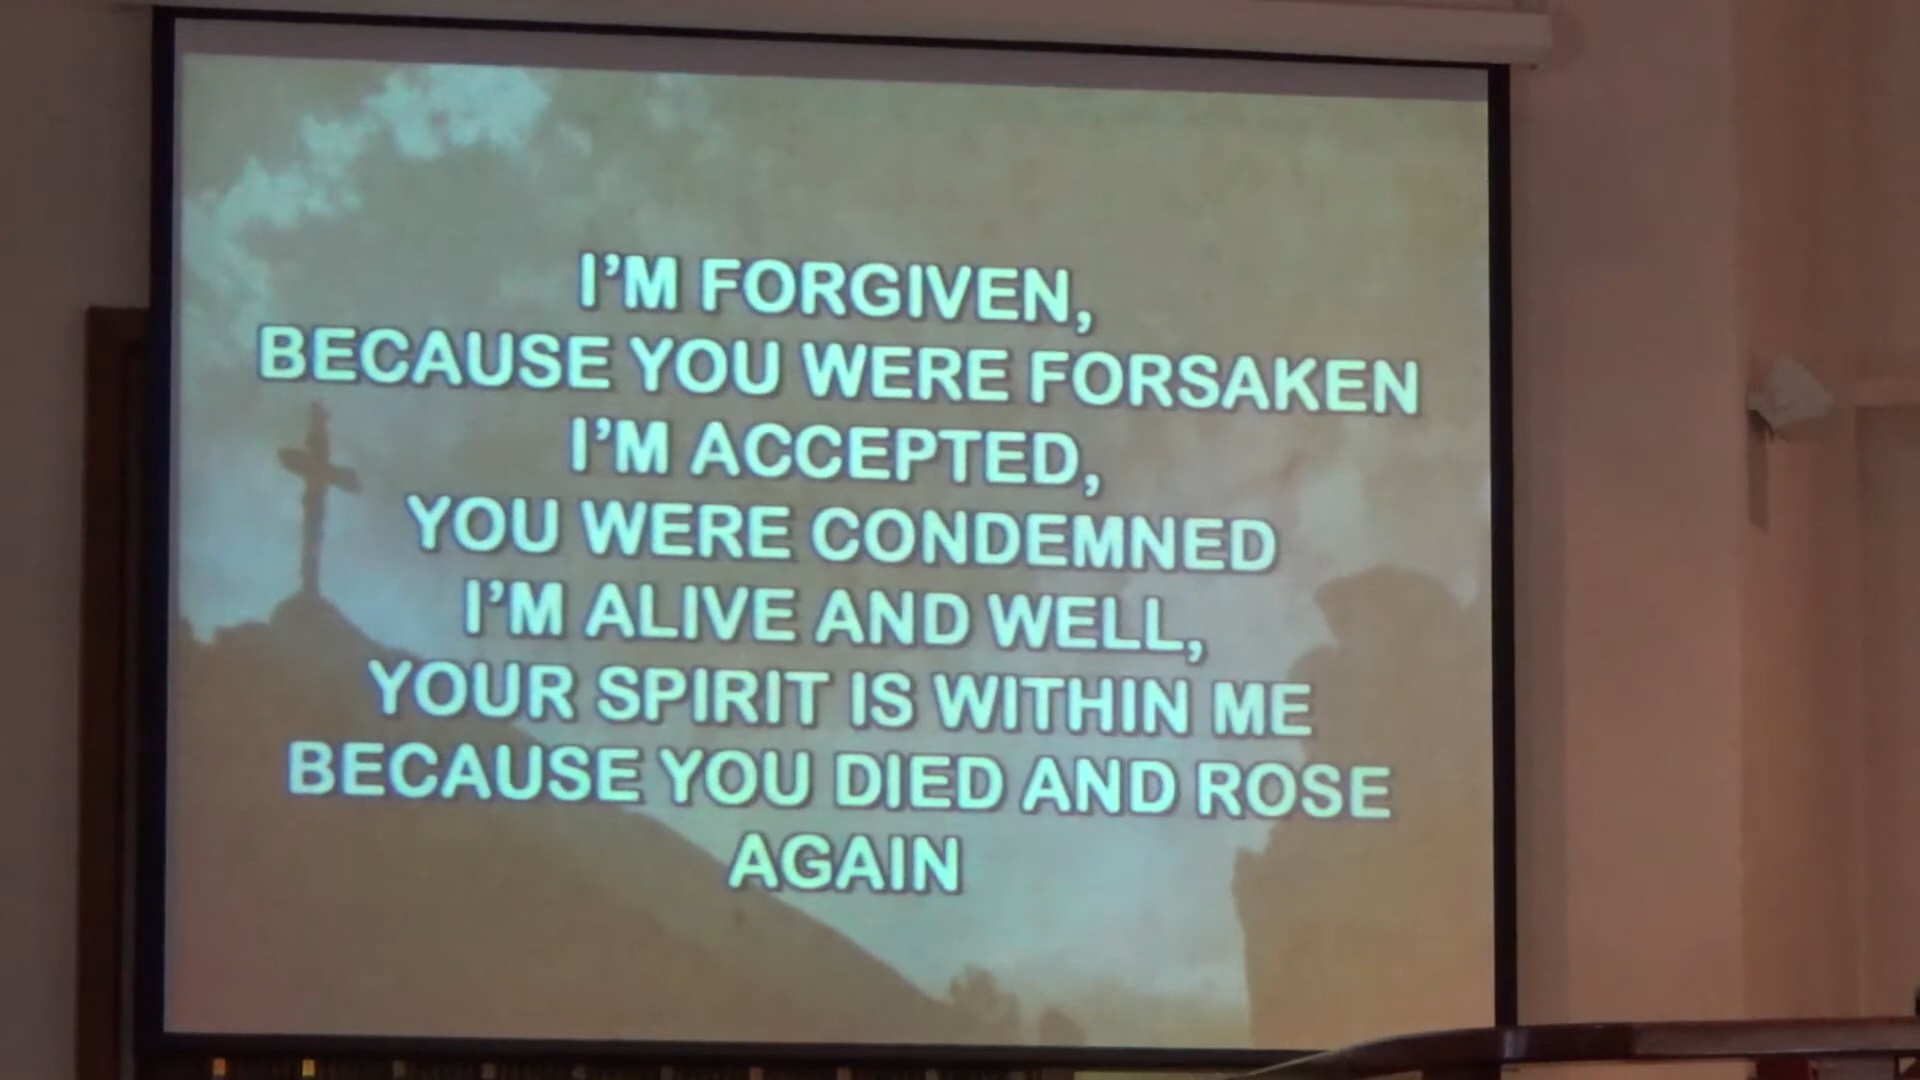 I'M FORGIVEN,
BECAUSE YOU WERE FORSAKEN
I'M ACCEPTED,
YOU WERE CONDEMNED
I'M ALIVE AND WELL,
YOUR SPIRIT IS WITHIN ME
BECAUSE YOU DIED AND ROSE
AGAIN